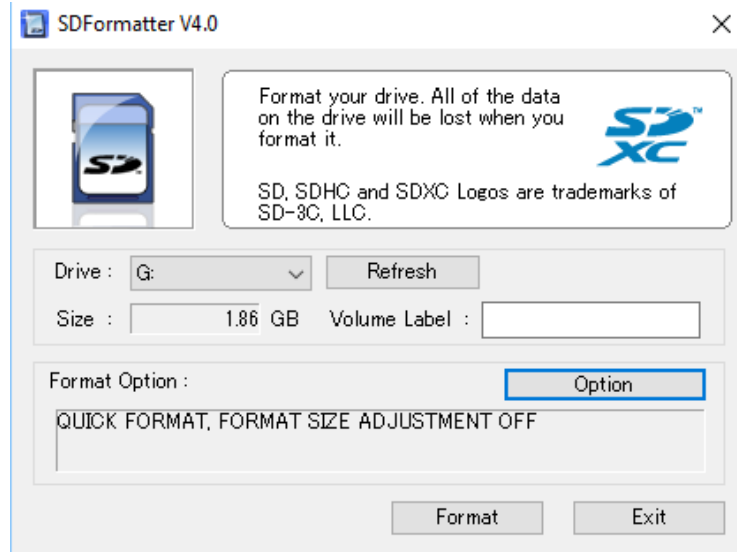 SDFormatter V4.0
Format your drive. All of the data
on the drive will be lost when you
format it.
SD, SDHC and SDXC Logos are trademarks of
SD-3C, LLC.
SD
SD
XC
TM
Drive : G: Refresh
Size : 1.86 GB Volume Label :
Format Option :
Option
QUICK FORMAT, FORMAT SIZE ADJUSTMENT OFF
Format Exit